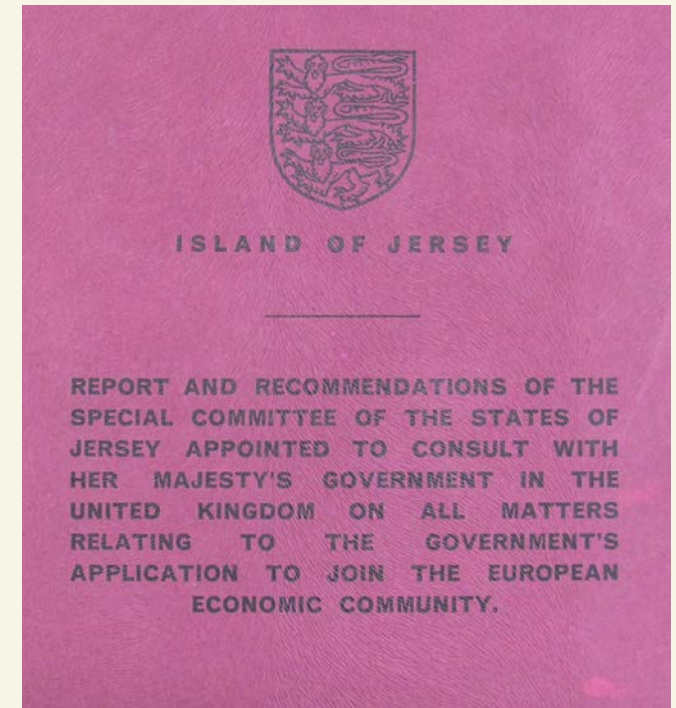 ISLAND OF JERSEY
REPORT AND RECOMMENDATIONS OF THE
SPECIAL COMMITTEE OF THE STATES OF
JERSEY APPOINTED TO CONSULT WITH
HER MAJESTY'S GOVERNMENT IN THE
UNITED KINGDOM ON ALL MATTERS
RELATING TO THE GOVERNMENT'S
APPLICATION TO JOIN THE EUROPEAN
ECONOMIC COMMUNITY.